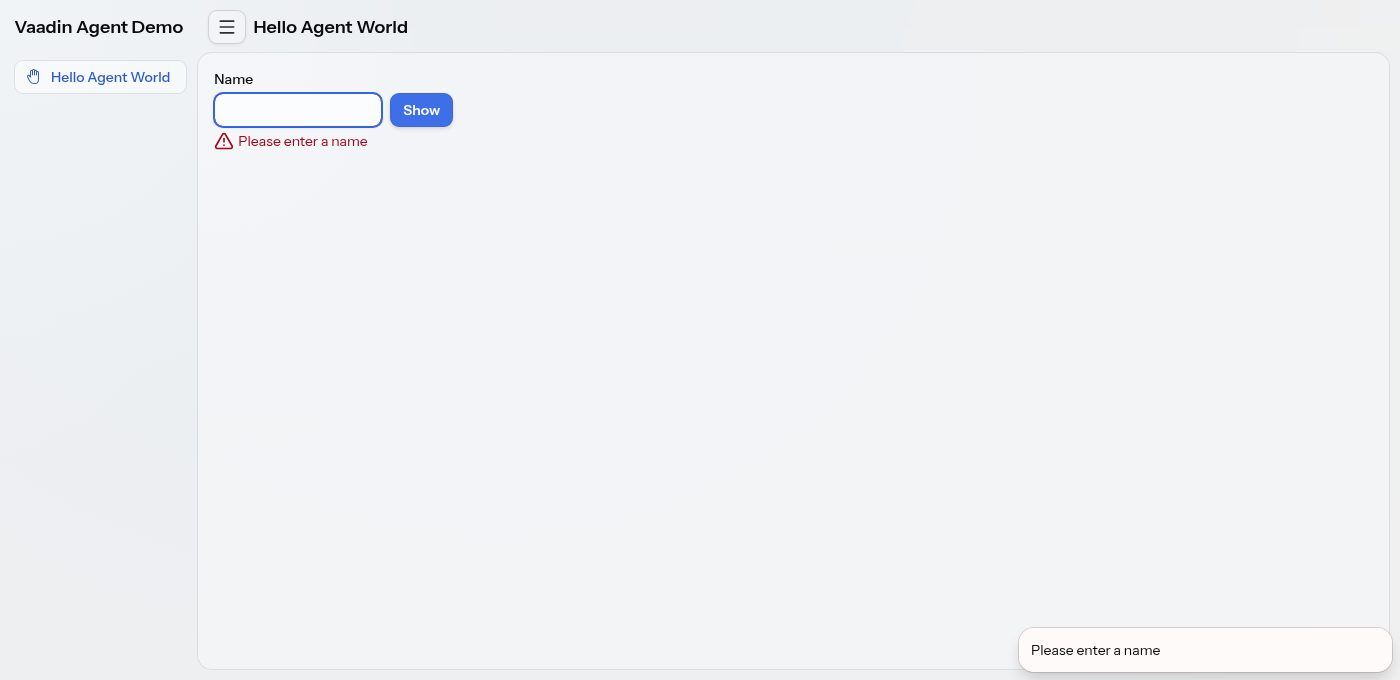 Vaadin Agent Demo
Hello Agent World
Hello Agent World
Name
Show
Please enter a name
Please enter a name